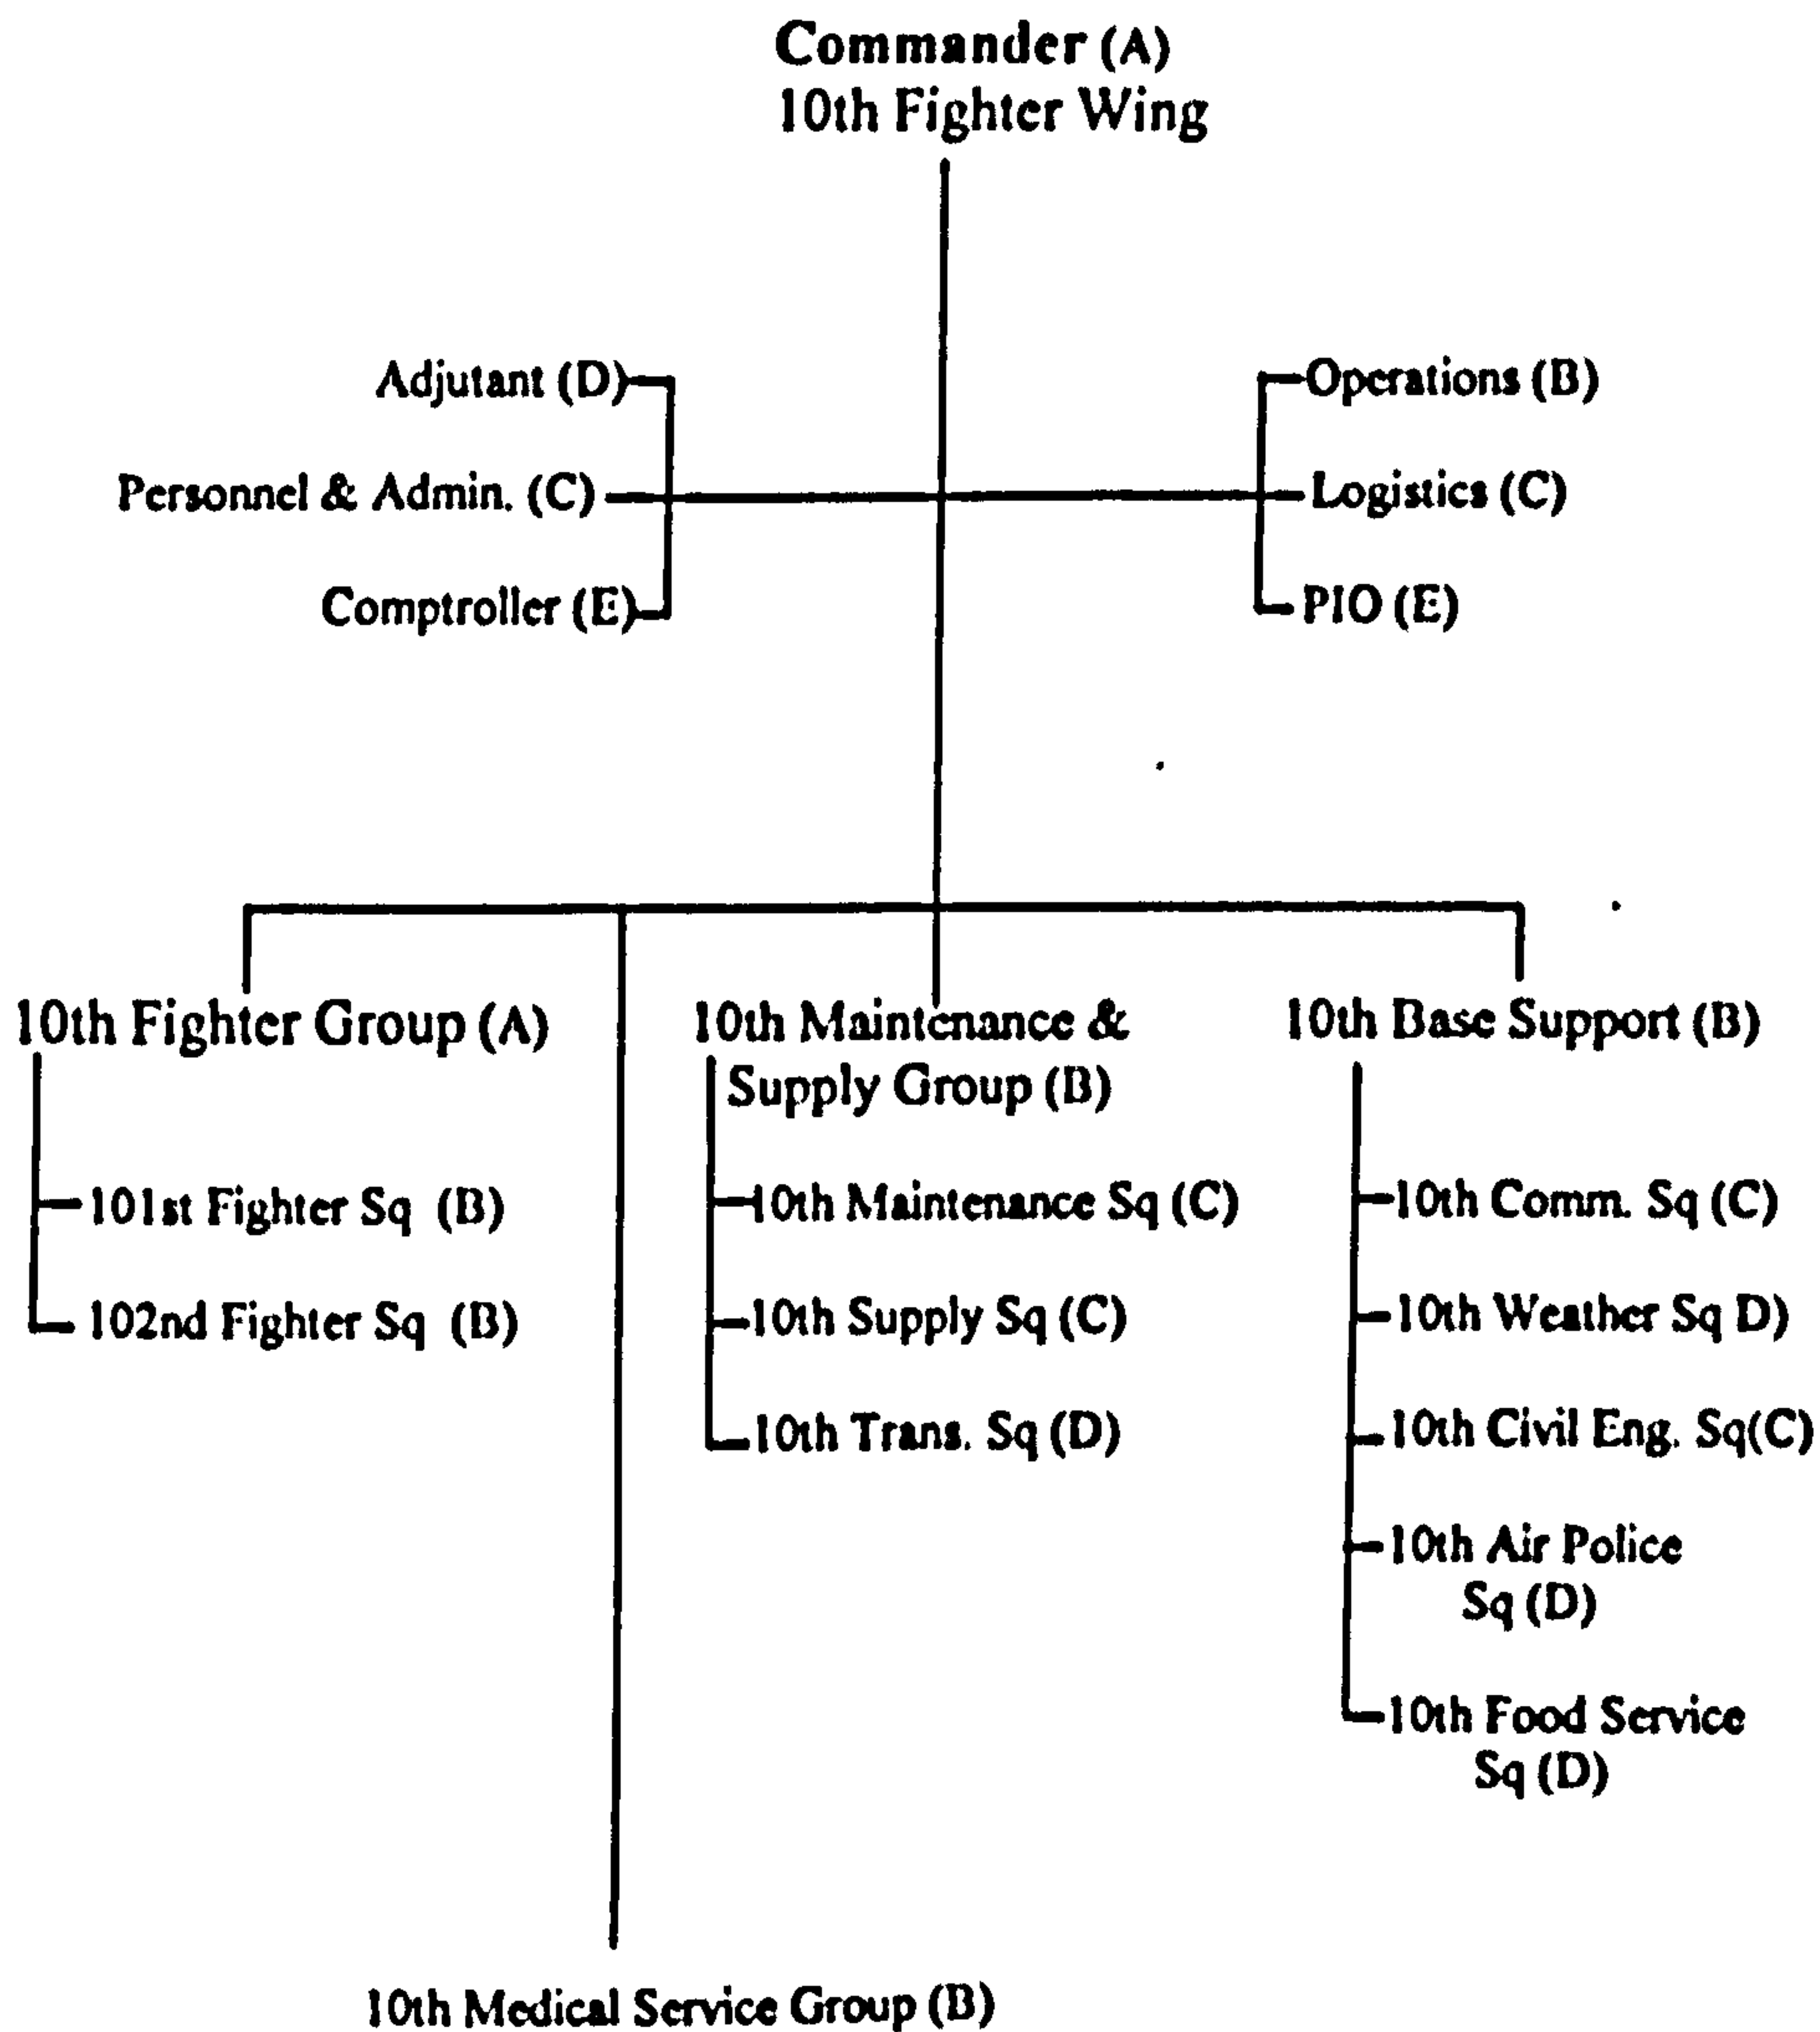 Commander (A)
10th Fighter Wing
Adjutant (D)
Operations (B)
Personnel & Admin. (C)
Logistics (C)
Comptroller (E)
PIO (E)
10th Fighter Group (A)
10th Maintenance &
Supply Group (B)
10th Base Support (B)
101st Fighter Sq (B)
102nd Fighter Sq (B)
10th Maintenance Sq (C)
10th Supply Sq (C)
10th Trans. Sq (D)
10th Comm. Sq (C)
10th Weather Sq D)
10th Civil Eng. Sq(C)
10th Air Police
Sq (D)
10th Food Service
Sq (D)
10th Medical Service Group (B)